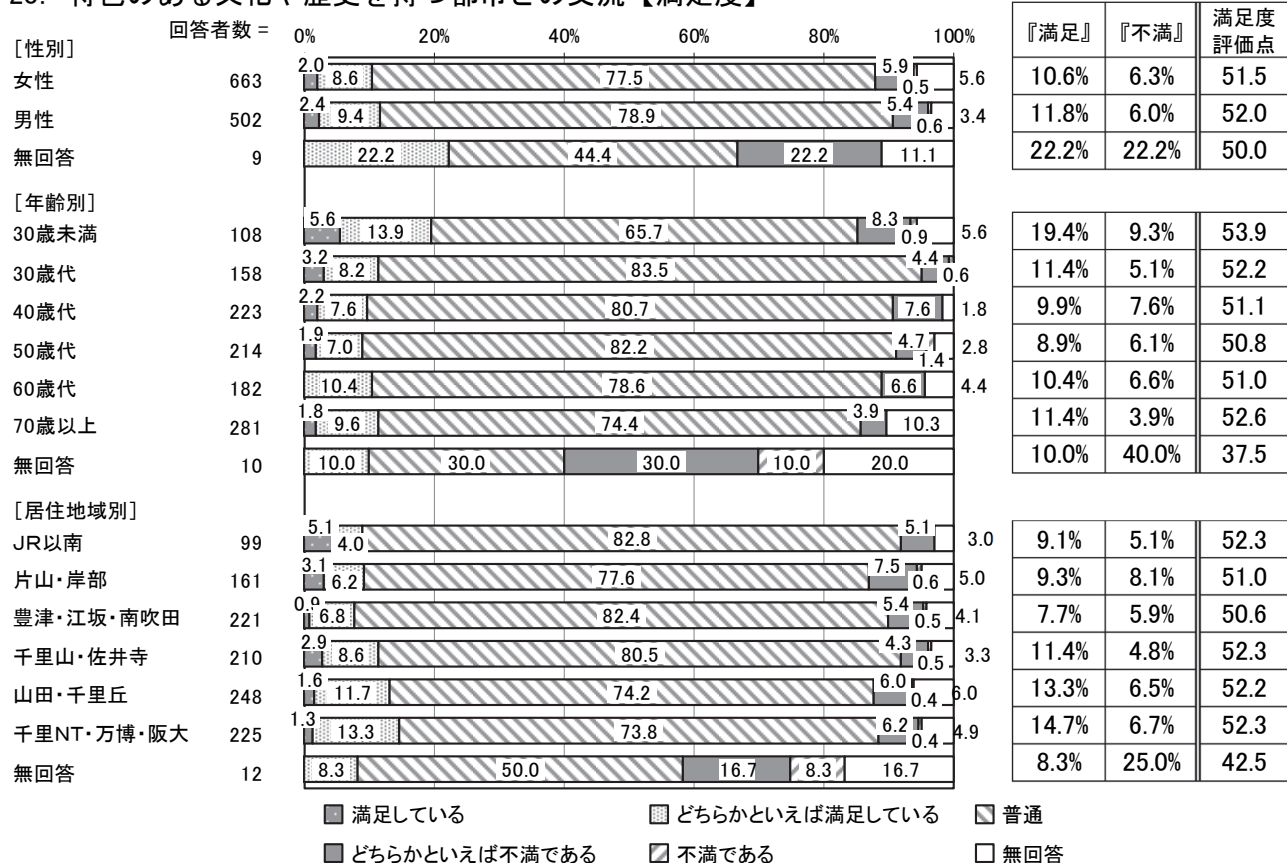 25. 特色のある文化や歴史を持つ都市との交流【満足度】
回答者数 = 0% 20% 40% 60% 80% 100% 『満足』 『不満』 満足度評価点
[性別]
女性 663 2.0 8.6 77.5 5.9 0.5 5.6 10.6% 6.3% 51.5
男性 502 2.4 9.4 78.9 5.4 0.6 3.4 11.8% 6.0% 52.0
無回答 9 22.2 44.4 22.2 11.1 22.2% 22.2% 50.0
[年齢別]
30歳未満 108 5.6 13.9 65.7 8.3 0.9 5.6 19.4% 9.3% 53.9
30歳代 158 3.2 8.2 83.5 4.4 0.6 11.4% 5.1% 52.2
40歳代 223 2.2 7.6 80.7 7.6 1.8 9.9% 7.6% 51.1
50歳代 214 1.9 7.0 82.2 4.7 1.4 2.8 8.9% 6.1% 50.8
60歳代 182 10.4 78.6 6.6 4.4 10.4% 6.6% 51.0
70歳以上 281 1.8 9.6 74.4 3.9 10.3 11.4% 3.9% 52.6
無回答 10 10.0 30.0 30.0 10.0 20.0 10.0% 40.0% 37.5
[居住地域別]
JR以南 99 5.1 4.0 82.8 5.1 3.0 9.1% 5.1% 52.3
片山・岸部 161 3.1 6.2 77.6 7.5 0.6 5.0 9.3% 8.1% 51.0
豊津・江坂・南吹田 221 0.9 6.8 82.4 5.4 0.5 4.1 7.7% 5.9% 50.6
千里山・佐井寺 210 2.9 8.6 80.5 4.3 0.5 3.3 11.4% 4.8% 52.3
山田・千里丘 248 1.6 11.7 74.2 6.0 0.4 6.0 13.3% 6.5% 52.2
千里NT・万博・阪大 225 1.3 13.3 73.8 6.2 0.4 4.9 14.7% 6.7% 52.3
無回答 12 8.3 50.0 16.7 8.3 16.7 8.3% 25.0% 42.5
満足している どちらかといえば満足している 普通
どちらかといえば不満である 不満である 無回答